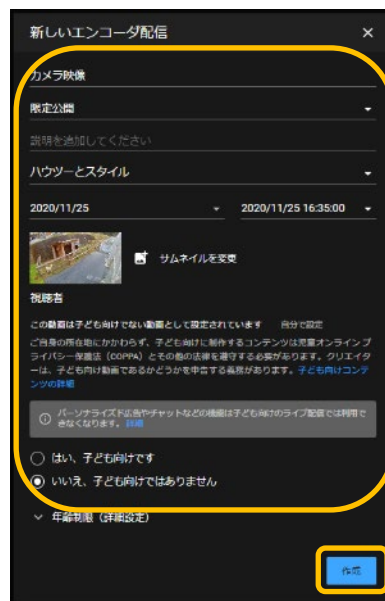 新しいエンコーダ配信
カメラ映像
限定公開
説明を追加してください
ハウツーとスタイル
2020/11/25
2020/11/25 16:35:00
サムネイルを変更
視聴者
この動画は子ども向けでない動画として設定されています 自分で設定
ご自身の所在地にかかわらず、子ども向けに制作するコンテンツは児童オンラインプ
ライバシー保護法（COPPA）とその他の法律を遵守する必要があります。クリエイタ
ーは、子ども向け動画であるかどうかを申告する義務があります。子ども向けコンテ
ンツの詳細
パーソナライズド広告やチャットなどの機能は子ども向けのライブ配信では利用で
きなくなります。詳細
はい、子ども向けです
いいえ、子ども向けではありません
年齢制限（詳細設定）
作成